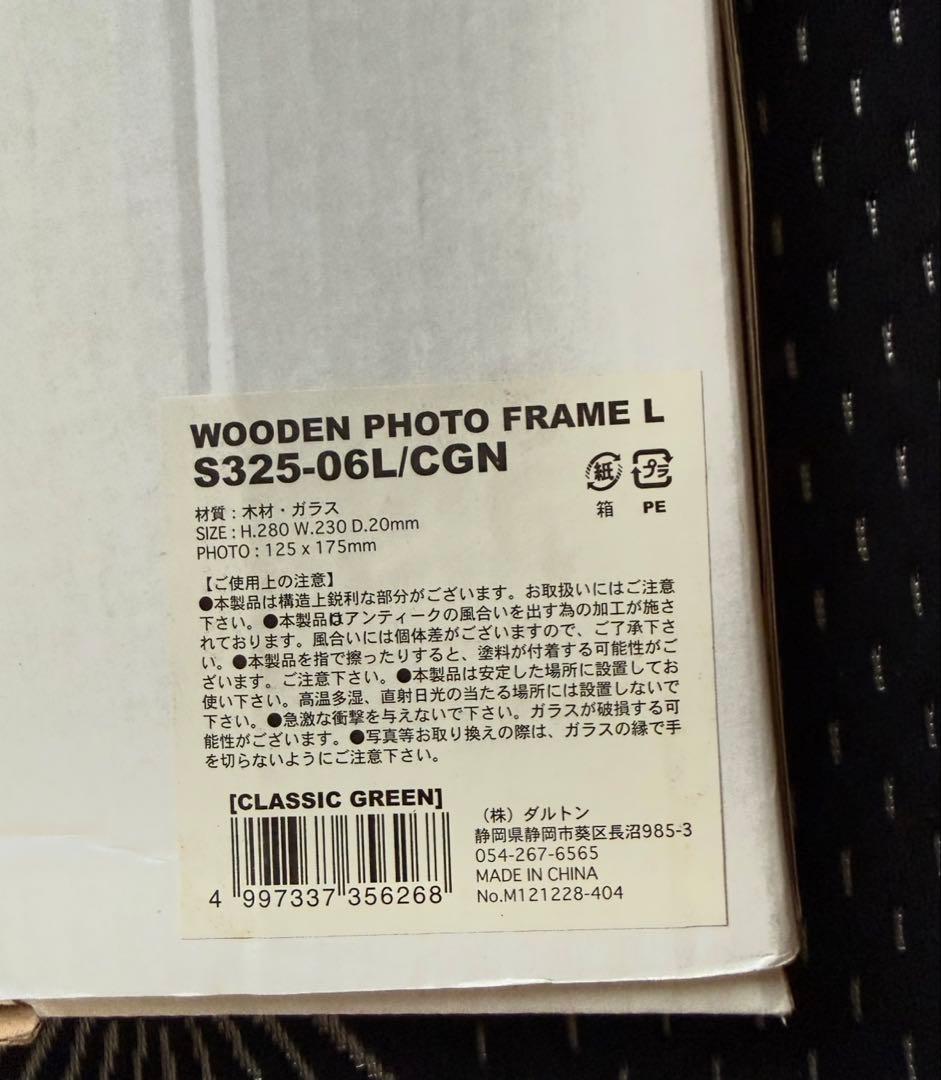 WOODEN PHOTO FRAME L
S325-06L/CGN
紙 プラ
箱 PE
材質 : 木材・ガラス
SIZE : H.280 W.230 D.20mm
PHOTO : 125 x 175mm
【ご使用上の注意】
●本製品は構造上鋭利な部分がございます。お取扱いにはご注意
下さい。●本製品はアンティークの風合いを出す為の加工が施さ
れております。風合いには個体差がございますので、ご了承下さ
い。●本製品を指で擦ったりすると、塗料が付着する可能性がご
ざいます。ご注意下さい。●本製品は安定した場所に設置してお
使い下さい。高温多湿、直射日光の当たる場所には設置しないで
下さい。●急激な衝撃を与えないで下さい。ガラスが破損する可
能性がございます。●写真等お取り換えの際は、ガラスの縁で手
を切らないようにご注意下さい。
[CLASSIC GREEN]
4 997337 356268
（株）ダルトン
静岡県静岡市葵区長沼985-3
054-267-6565
MADE IN CHINA
No.M121228-404